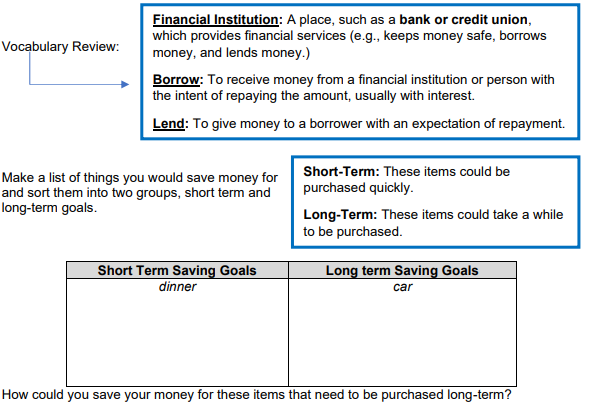 Vocabulary Review:
Financial Institution: A place, such as a bank or credit union,
which provides financial services (e.g., keeps money safe, borrows
money, and lends money.)
Borrow: To receive money from a financial institution or person with
the intent of repaying the amount, usually with interest.
Lend: To give money to a borrower with an expectation of repayment.
Make a list of things you would save money for
and sort them into two groups, short term and
long-term goals.
Short-Term: These items could be
purchased quickly.
Long-Term: These items could take a while
to be purchased.
Short Term Saving Goals
Long term Saving Goals
dinner
car
How could you save your money for these items that need to be purchased long-term?